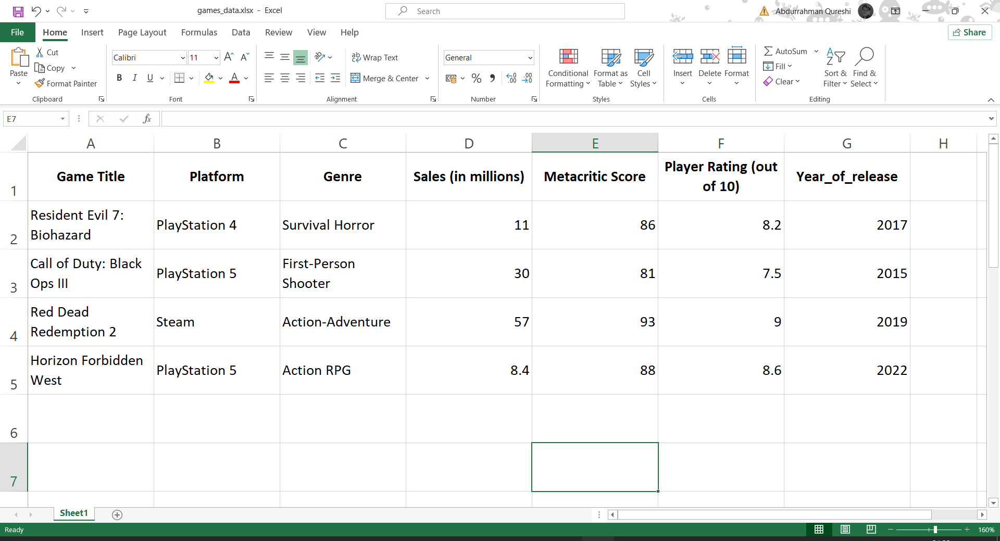 games_data.xlsx - Excel
Search
Abdurrahman Qureshi
File Home Insert Page Layout Formulas Data Review View Help
Share
Paste
Cut
Copy
Format Painter
Clipboard
Calibri 11
B I U
Font
Wrap Text
Merge & Center
Alignment
General
Number
Conditional Formatting
Format as Table
Cell Styles
Styles
Insert Delete Format
Cells
AutoSum
Fill
Clear
Sort & Filter
Find & Select
Editing
E7
fx
A B C D E F G H
1 Game Title Platform Genre Sales (in millions) Metacritic Score Player Rating (out of 10) Year_of_release
2 Resident Evil 7: Biohazard PlayStation 4 Survival Horror 11 86 8.2 2017
3 Call of Duty: Black Ops III PlayStation 5 First-Person Shooter 30 81 7.5 2015
4 Red Dead Redemption 2 Steam Action-Adventure 57 93 9 2019
5 Horizon Forbidden West PlayStation 5 Action RPG 8.4 88 8.6 2022
6
7
Sheet1
Ready
160%